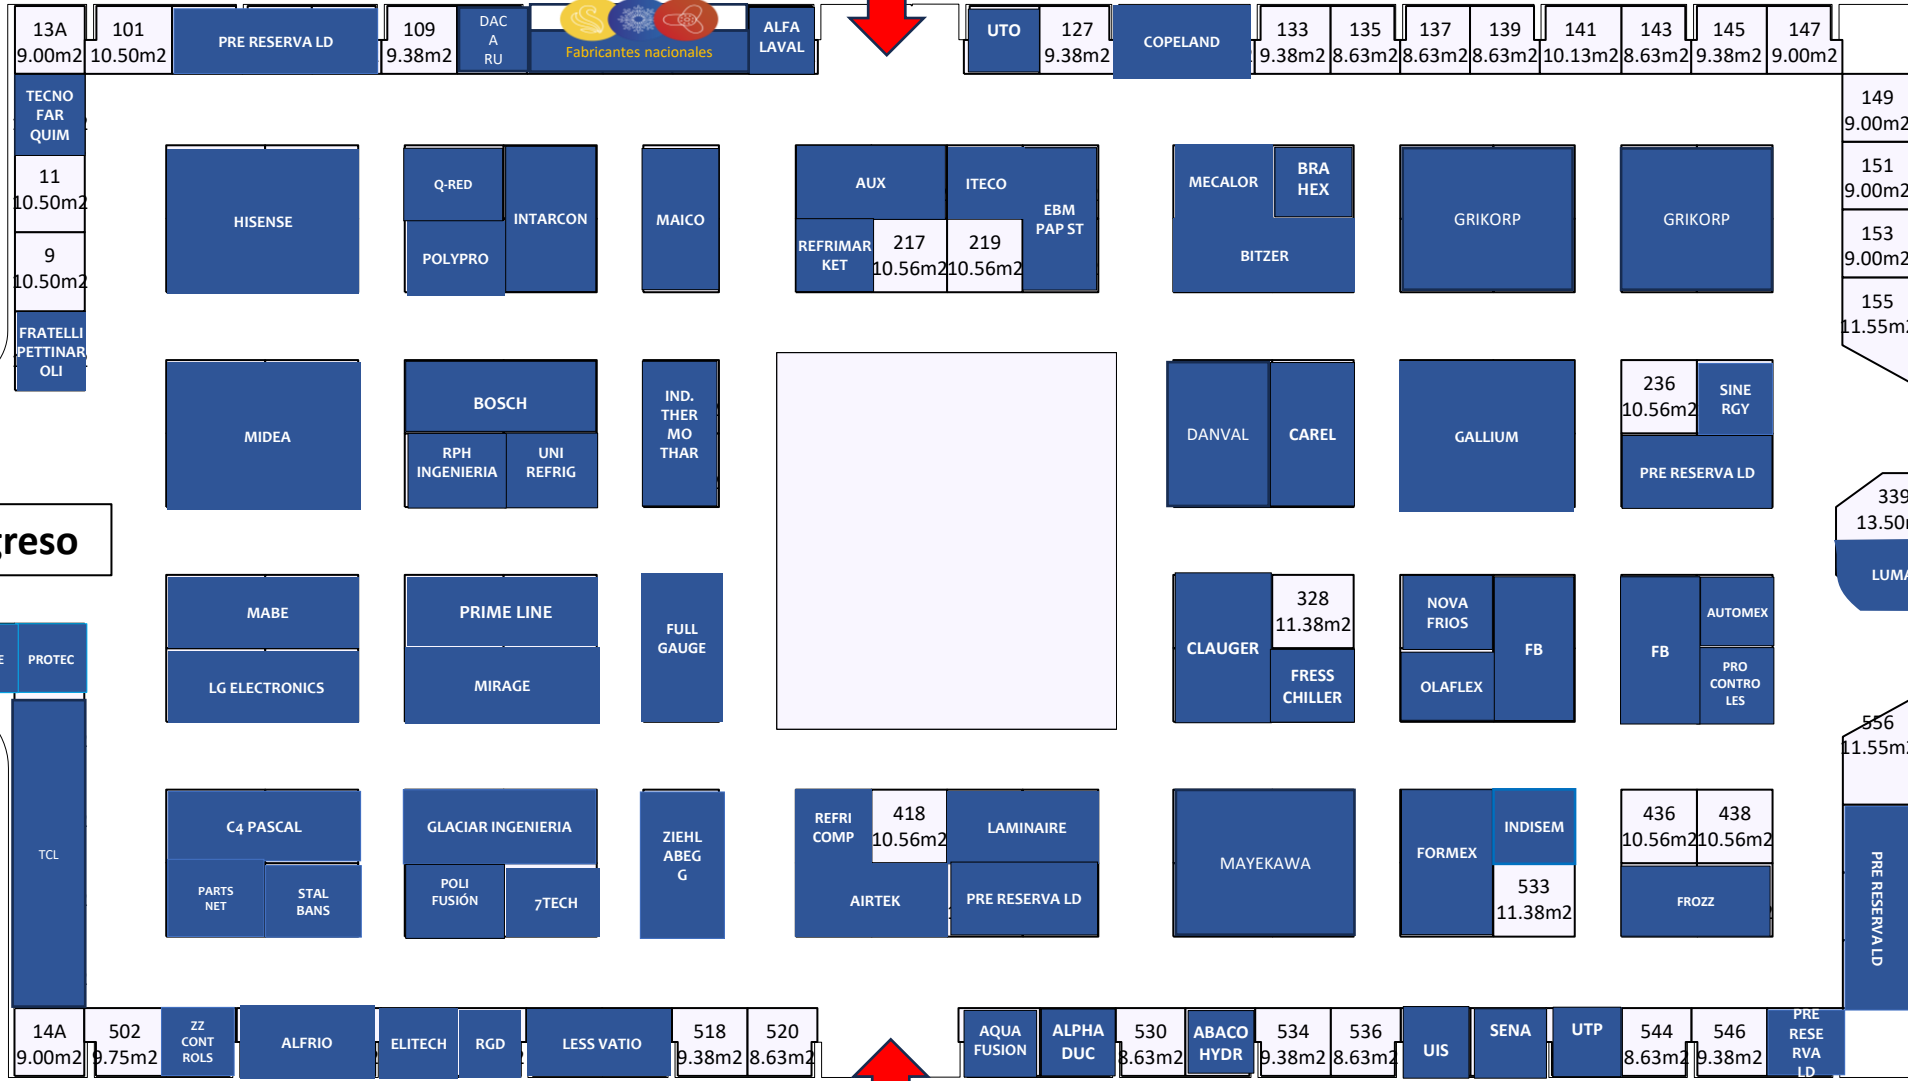 13A
9.00m2
101
10.50m2
PRE RESERVA LD
109
9.38m2
DAC
A
RU
Fabricantes nacionales
ALFA
LAVAL
UTO
127
9.38m2
COPELAND
133
9.38m2
135
8.63m2
137
8.63m2
139
8.63m2
141
10.13m2
143
8.63m2
145
9.38m2
147
9.00m2
TECNO
FAR
QUIM
11
10.50m2
9
10.50m2
FRATELLI
PETTINAR
OLI
149
9.00m2
151
9.00m2
153
9.00m2
155
11.55m2
HISENSE
Q-RED
POLYPRO
INTARCON
MAICO
AUX
ITECO
EBM
PAP ST
REFRIMAR
KET
217
10.56m2
219
10.56m2
MECALOR
BRA
HEX
BITZER
GRIKORP
GRIKORP
MIDEA
BOSCH
RPH
INGENIERIA
UNI
REFRIG
IND.
THER
MO
THAR
DANVAL
CAREL
GALLIUM
236
10.56m2
SINE
RGY
PRE RESERVA LD
339
13.50m
LUMA
greso
E
PROTEC
MABE
LG ELECTRONICS
PRIME LINE
MIRAGE
FULL
GAUGE
CLAUGER
328
11.38m2
FRESS
CHILLER
NOVA
FRIOS
OLAFLEX
FB
FB
AUTOMEX
PRO
CONTRO
LES
556
11.55m2
TCL
C4 PASCAL
PARTS
NET
STAL
BANS
GLACIAR INGENIERIA
POLI
FUSIÓN
7TECH
ZIEHL
ABEG
G
REFRI
COMP
418
10.56m2
LAMINAIRE
AIRTEK
PRE RESERVA LD
MAYEKAWA
FORMEX
INDISEM
533
11.38m2
436
10.56m2
438
10.56m2
FROZZ
PRE RESERVA LD
14A
9.00m2
502
9.75m2
ZZ
CONT
ROLS
ALFRIO
ELITECH
RGD
LESS VATIO
518
9.38m2
520
8.63m2
AQUA
FUSION
ALPHA
DUC
530
8.63m2
ABACO
HYDR
534
9.38m2
536
8.63m2
UIS
SENA
UTP
544
8.63m2
546
9.38m2
PRE
RESE
RVA
LD